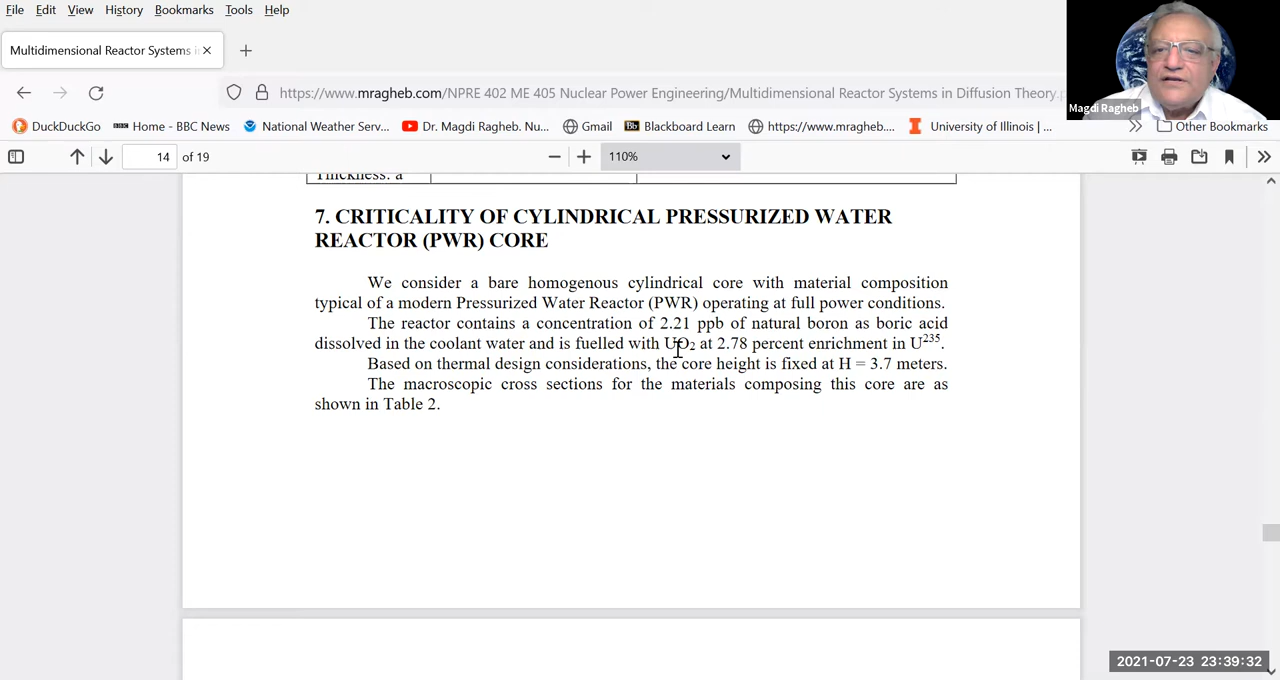 File Edit View History Bookmarks Tools Help
Multidimensional Reactor Systems
https://www.mragheb.com/NPRE 402 ME 405 Nuclear Power Engineering/Multidimensional Reactor Systems in Diffusion Theory.p
Magdi Ragheb
DuckDuckGo BBC Home - BBC News National Weather Serv... Dr. Magdi Ragheb. Nu... Gmail Bb Blackboard Learn https://www.mragheb.... University of Illinois |... Other Bookmarks
14 of 19 110%
Thickness: a
7. CRITICALITY OF CYLINDRICAL PRESSURIZED WATER
REACTOR (PWR) CORE
We consider a bare homogenous cylindrical core with material composition
typical of a modern Pressurized Water Reactor (PWR) operating at full power conditions.
The reactor contains a concentration of 2.21 ppb of natural boron as boric acid
dissolved in the coolant water and is fuelled with UO₂ at 2.78 percent enrichment in U²³⁵.
Based on thermal design considerations, the core height is fixed at H = 3.7 meters.
The macroscopic cross sections for the materials composing this core are as
shown in Table 2.
2021-07-23 23:39:32